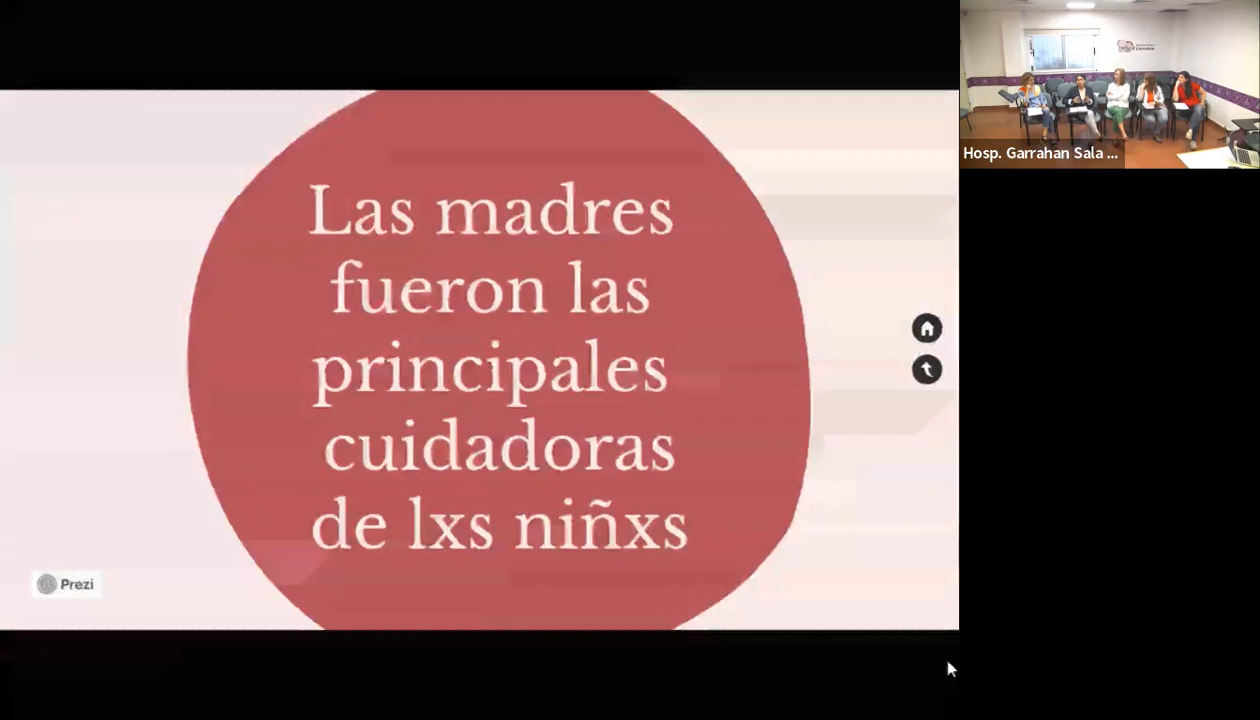 Las madres
fueron las
principales
cuidadoras
de lxs niñxs
Prezi
Hosp. Garrahan Sala ...